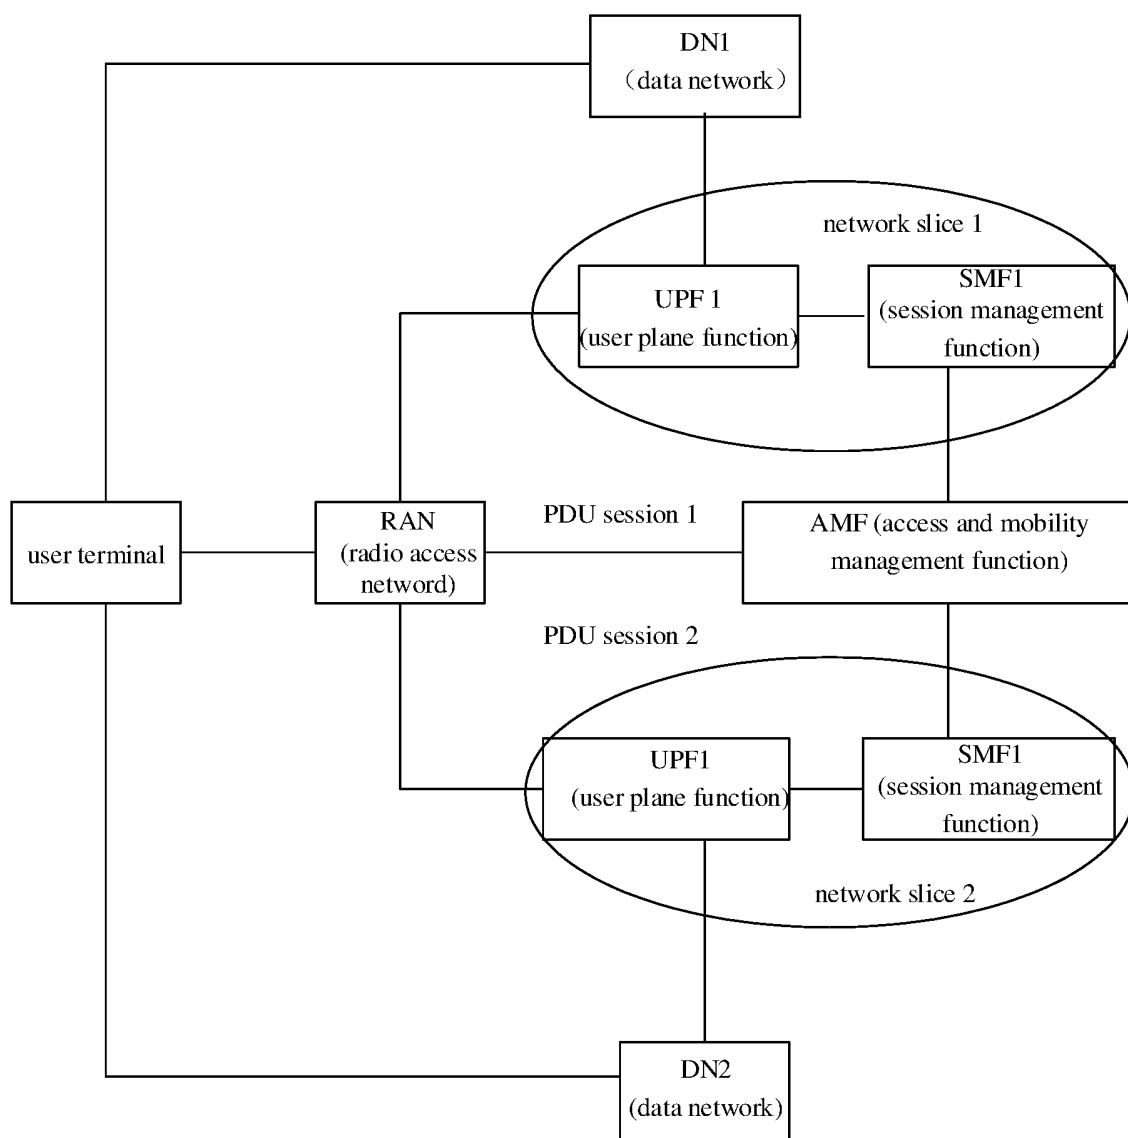 DN1
（data network）
network slice 1
UPF 1
(user plane function)
SMF1
(session management
function)
PDU session 1
user terminal
RAN
(radio access
netword)
AMF (access and mobility
management function)
PDU session 2
UPF1
(user plane function)
SMF1
(session management
function)
network slice 2
DN2
(data network)